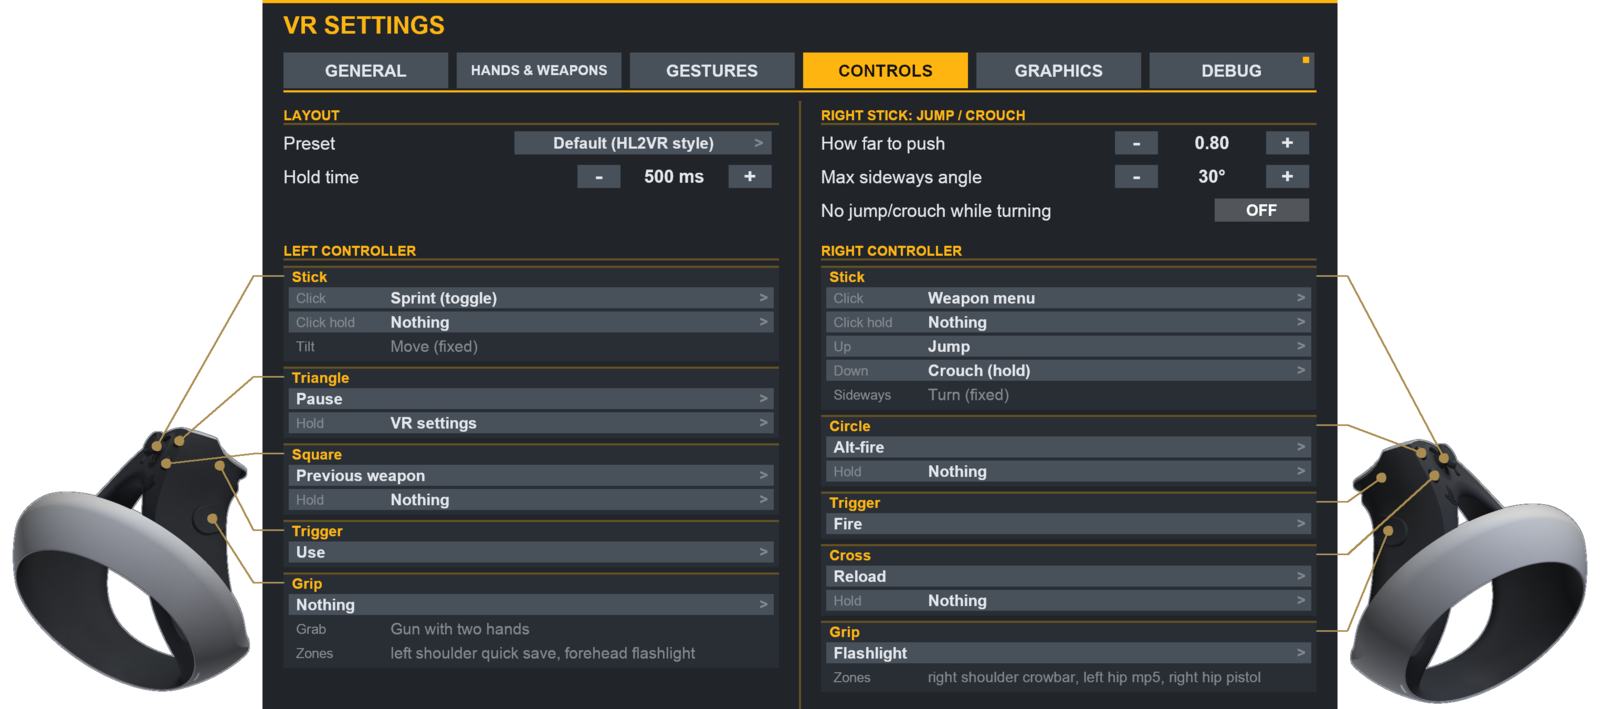 VR SETTINGS
GENERAL
HANDS & WEAPONS
GESTURES
CONTROLS
GRAPHICS
DEBUG
LAYOUT
Preset
Default (HL2VR style) >
Hold time
- 500 ms +
LEFT CONTROLLER
Stick
Click Sprint (toggle) >
Click hold Nothing >
Tilt Move (fixed)
Triangle
Pause >
Hold VR settings >
Square
Previous weapon >
Hold Nothing >
Trigger
Use >
Grip
Nothing >
Grab Gun with two hands
Zones left shoulder quick save, forehead flashlight
RIGHT STICK: JUMP / CROUCH
How far to push - 0.80 +
Max sideways angle - 30° +
No jump/crouch while turning OFF
RIGHT CONTROLLER
Stick
Click Weapon menu >
Click hold Nothing >
Up Jump >
Down Crouch (hold) >
Sideways Turn (fixed)
Circle
Alt-fire >
Hold Nothing >
Trigger
Fire >
Cross
Reload >
Hold Nothing >
Grip
Flashlight >
Zones right shoulder crowbar, left hip mp5, right hip pistol